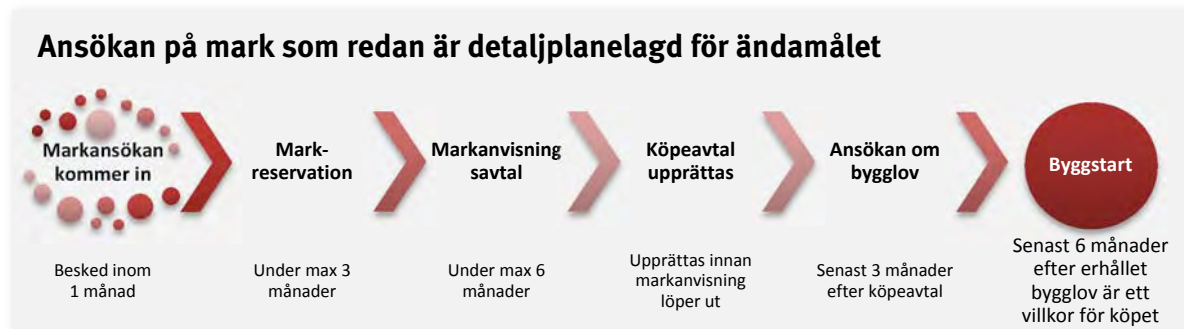 Ansökan på mark som redan är detaljplanelagd för ändamålet
Markansökan
kommer in
Mark-
reservation
Markanvisning
savtal
Köpeavtal
upprättas
Ansökan om
bygglov
Byggstart
Besked inom
1 månad
Under max 3
månader
Under max 6
månader
Upprättas innan
markanvisning
löper ut
Senast 3 månader
efter köpeavtal
Senast 6 månader
efter erhållet
bygglov är ett
villkor för köpet